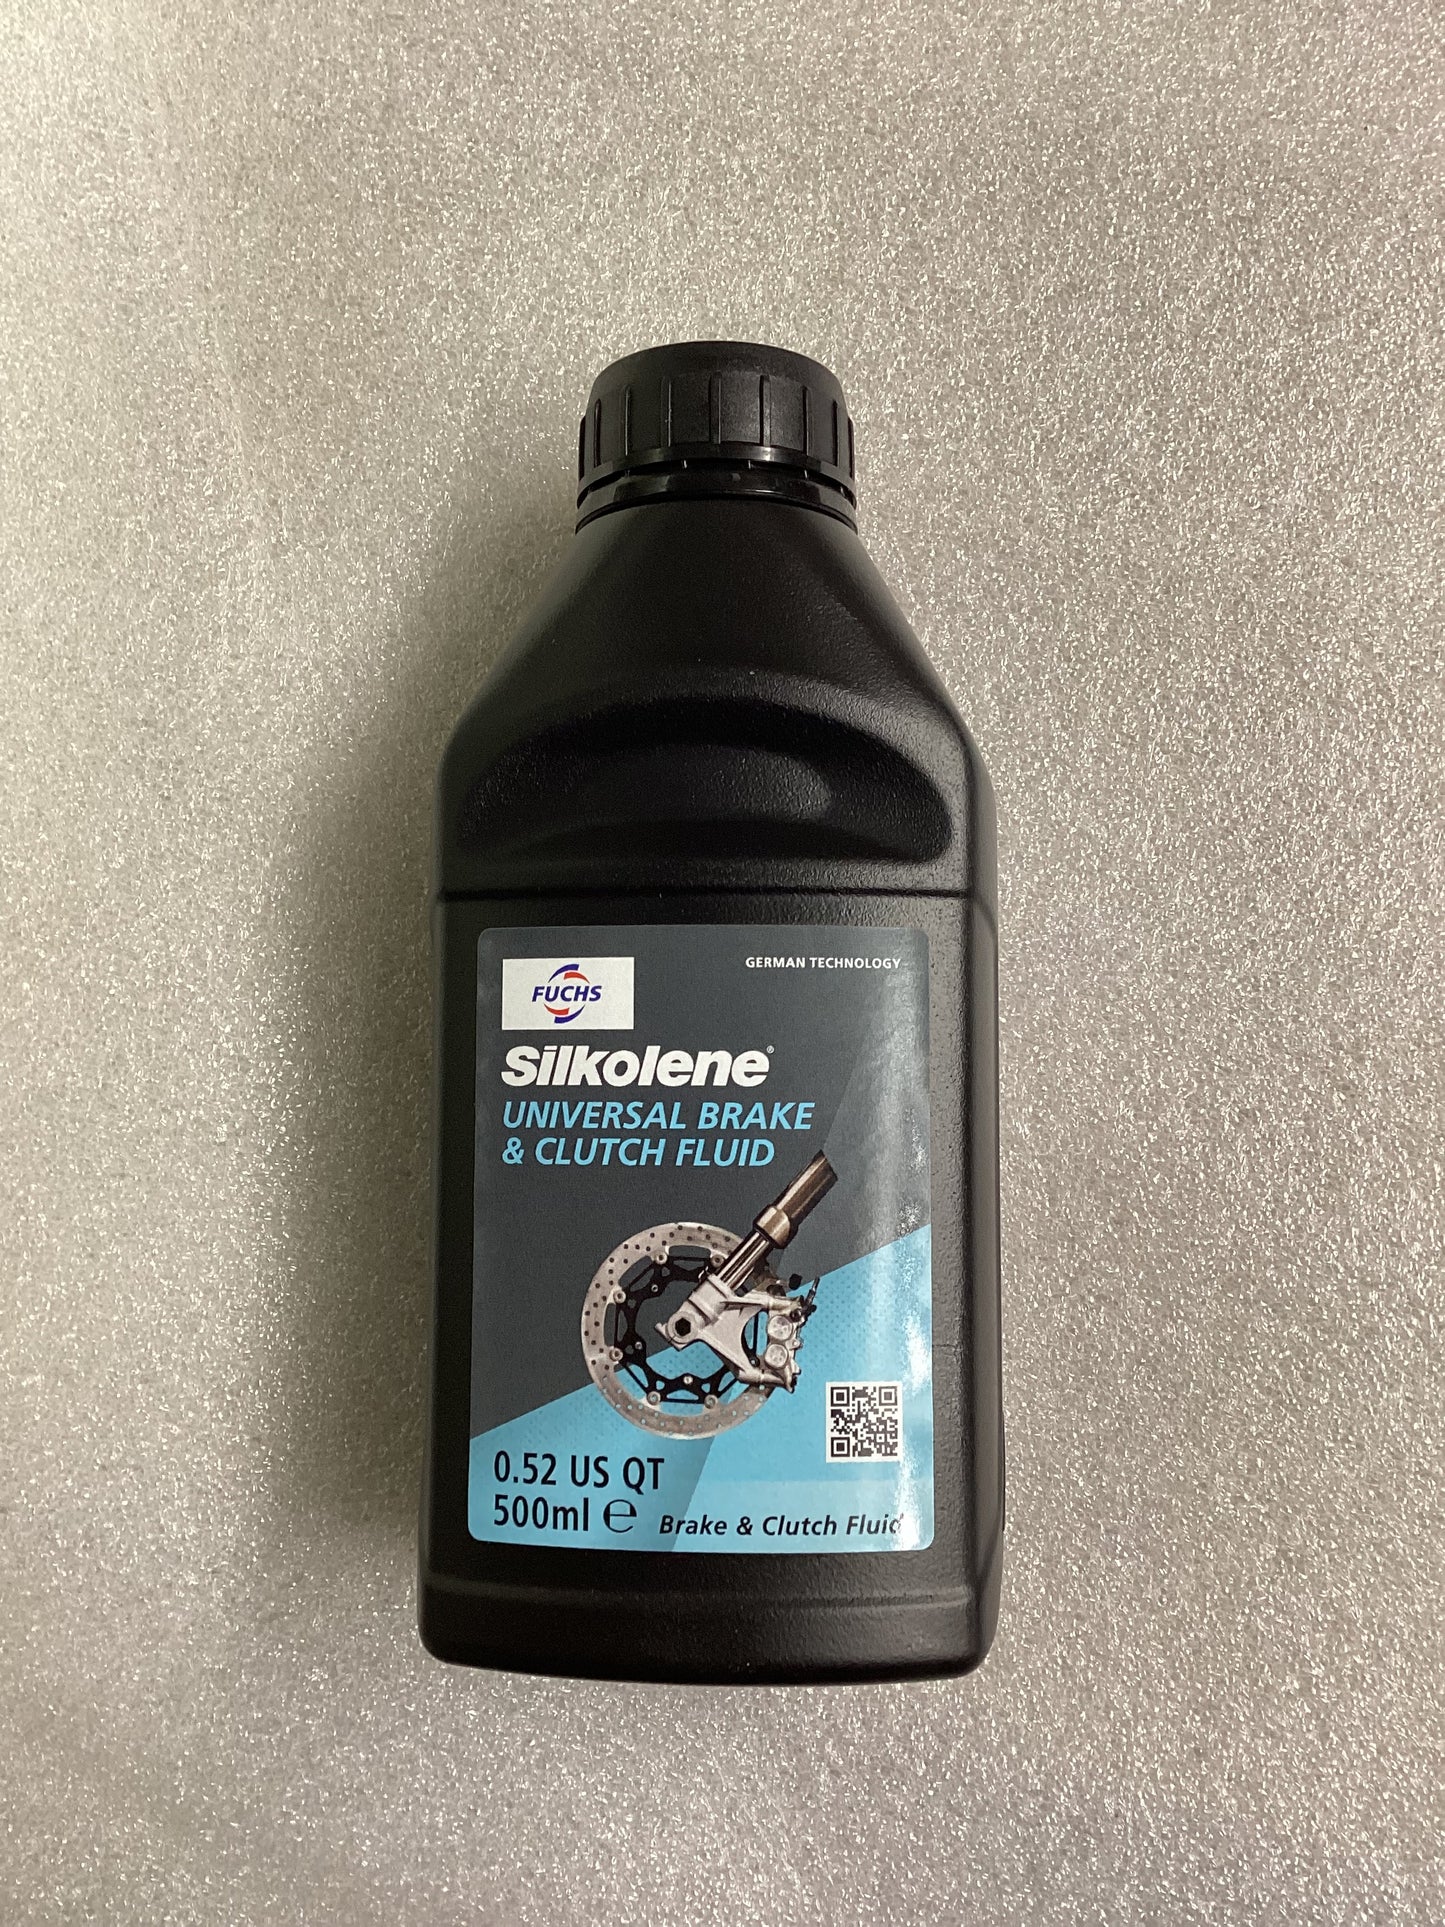 FUCHS
GERMAN TECHNOLOGY
Silkolene®
UNIVERSAL BRAKE
& CLUTCH FLUID
0.52 US QT
500ml ℮
Brake & Clutch Fluid